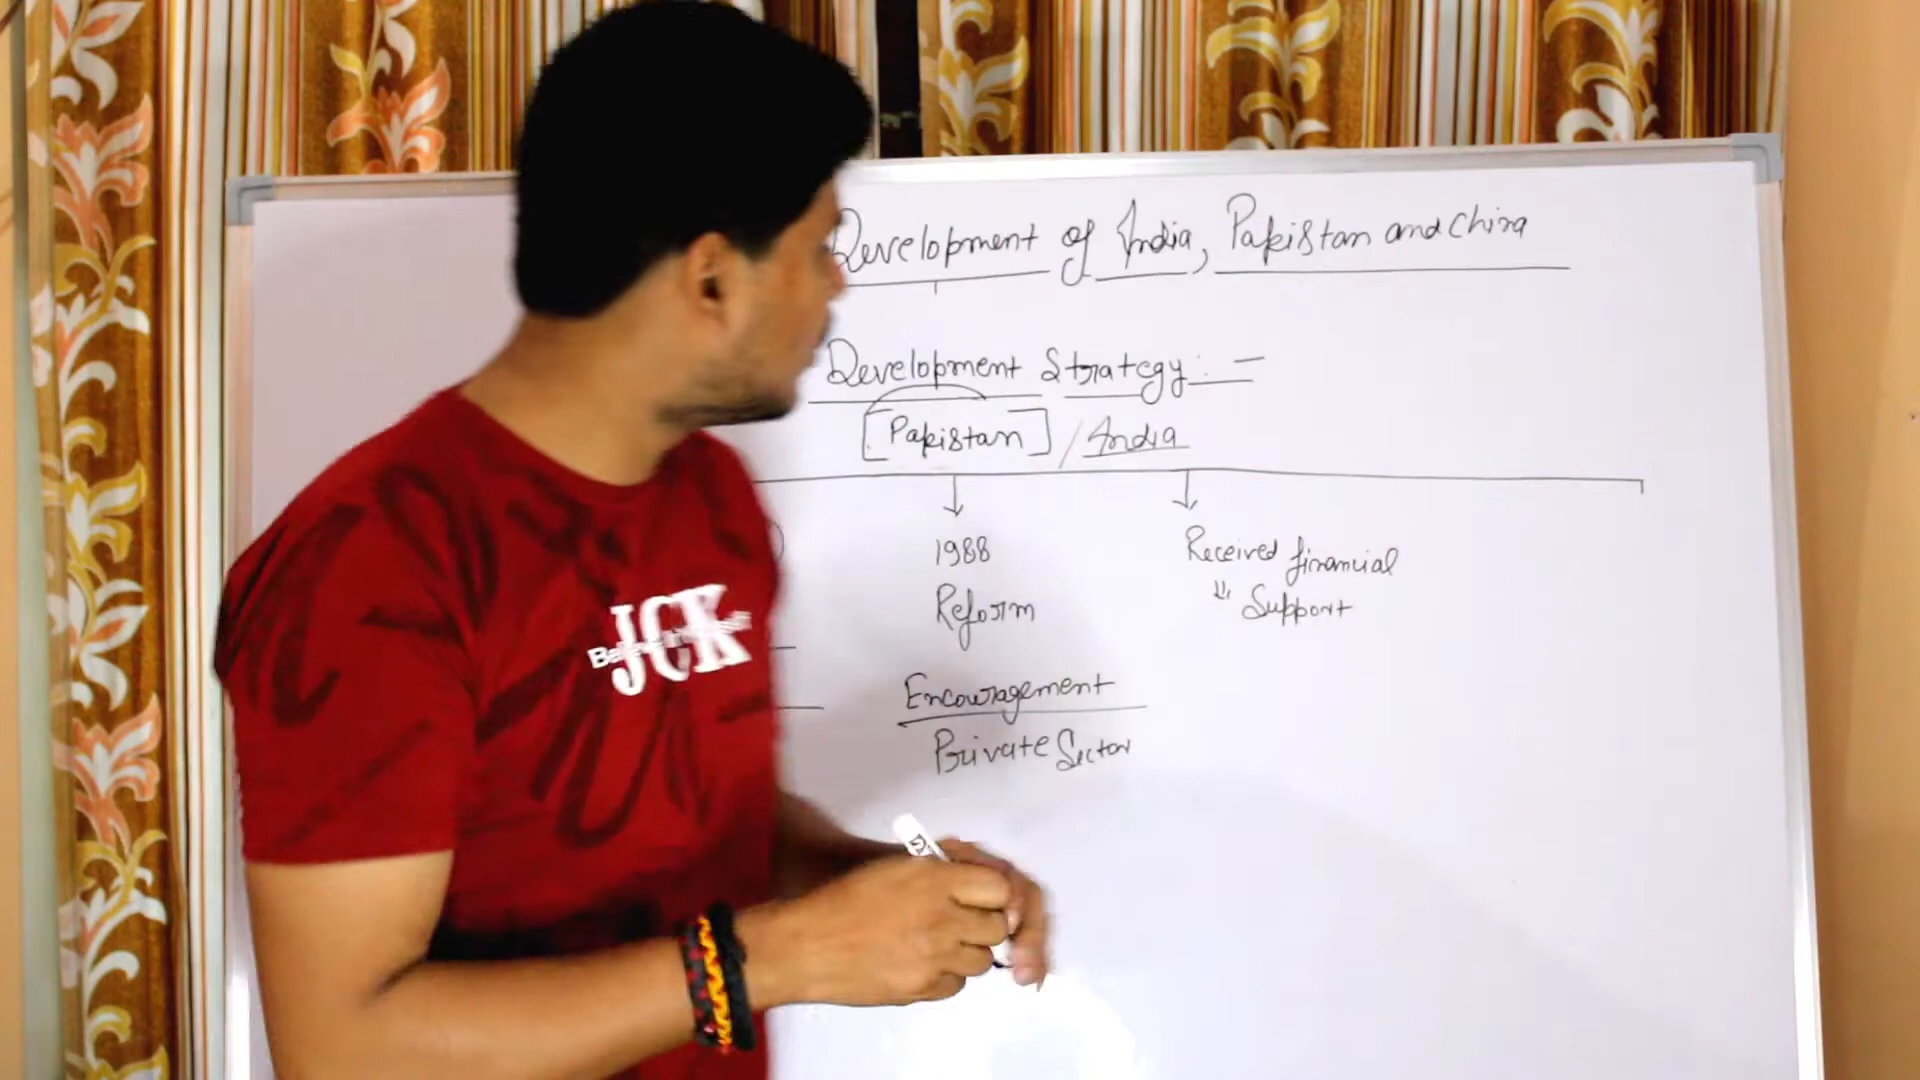 Development of India, Pakistan and China
Development Strategy : -
[Pakistan] / India
1988
Reform
Received financial
Support
Encouragement
Private Sector
JCK